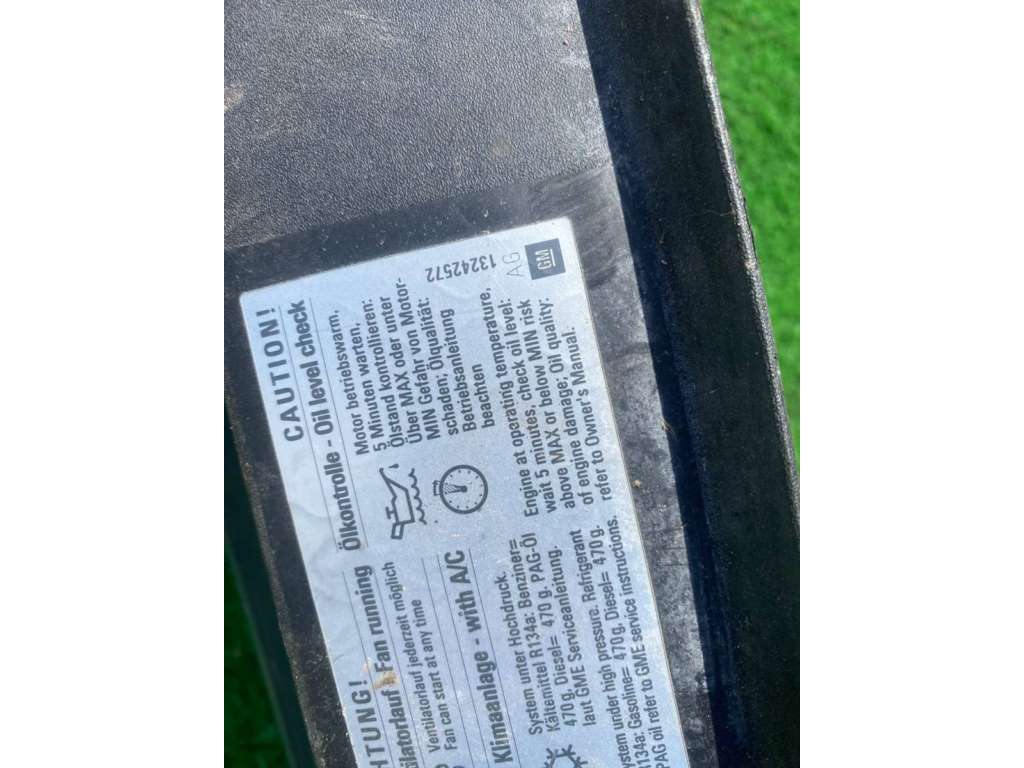 HTUNG!
CAUTION!
ilatorlauf - Fan running
Ventilatorlauf jederzeit möglich
Fan can start at any time
Ölkontrolle - Oil level check
Motor betriebswarm,
5 Minuten warten,
Ölstand kontrollieren:
Über MAX oder unter
MIN Gefahr von Motor-
schaden; Ölqualität:
Betriebsanleitung
beachten
Engine at operating temperature,
wait 5 minutes, check oil level:
above MAX or below MIN risk
of engine damage; Oil quality:
refer to Owner's Manual.
Klimaanlage - with A/C
System unter Hochdruck.
Kältemittel R134a: Benziner=
470 g, Diesel= 470 g. PAG-Öl
laut GME Serviceanleitung.
ystem under high pressure. Refrigerant
R134a: Gasoline= 470 g, Diesel= 470 g.
PAG oil refer to GME service instructions.
13242572
AG
GM